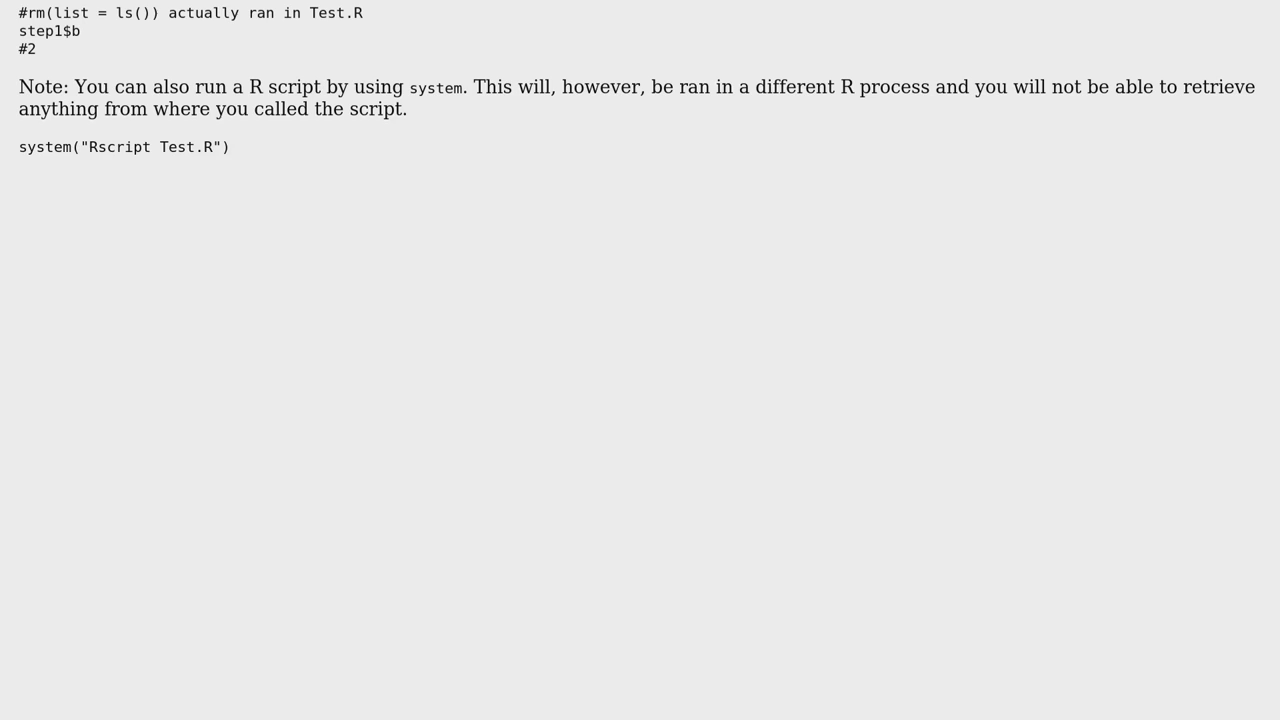 #rm(list = ls()) actually ran in Test.R
step1$b
#2
Note: You can also run a R script by using system. This will, however, be ran in a different R process and you will not be able to retrieve
anything from where you called the script.
system("Rscript Test.R")